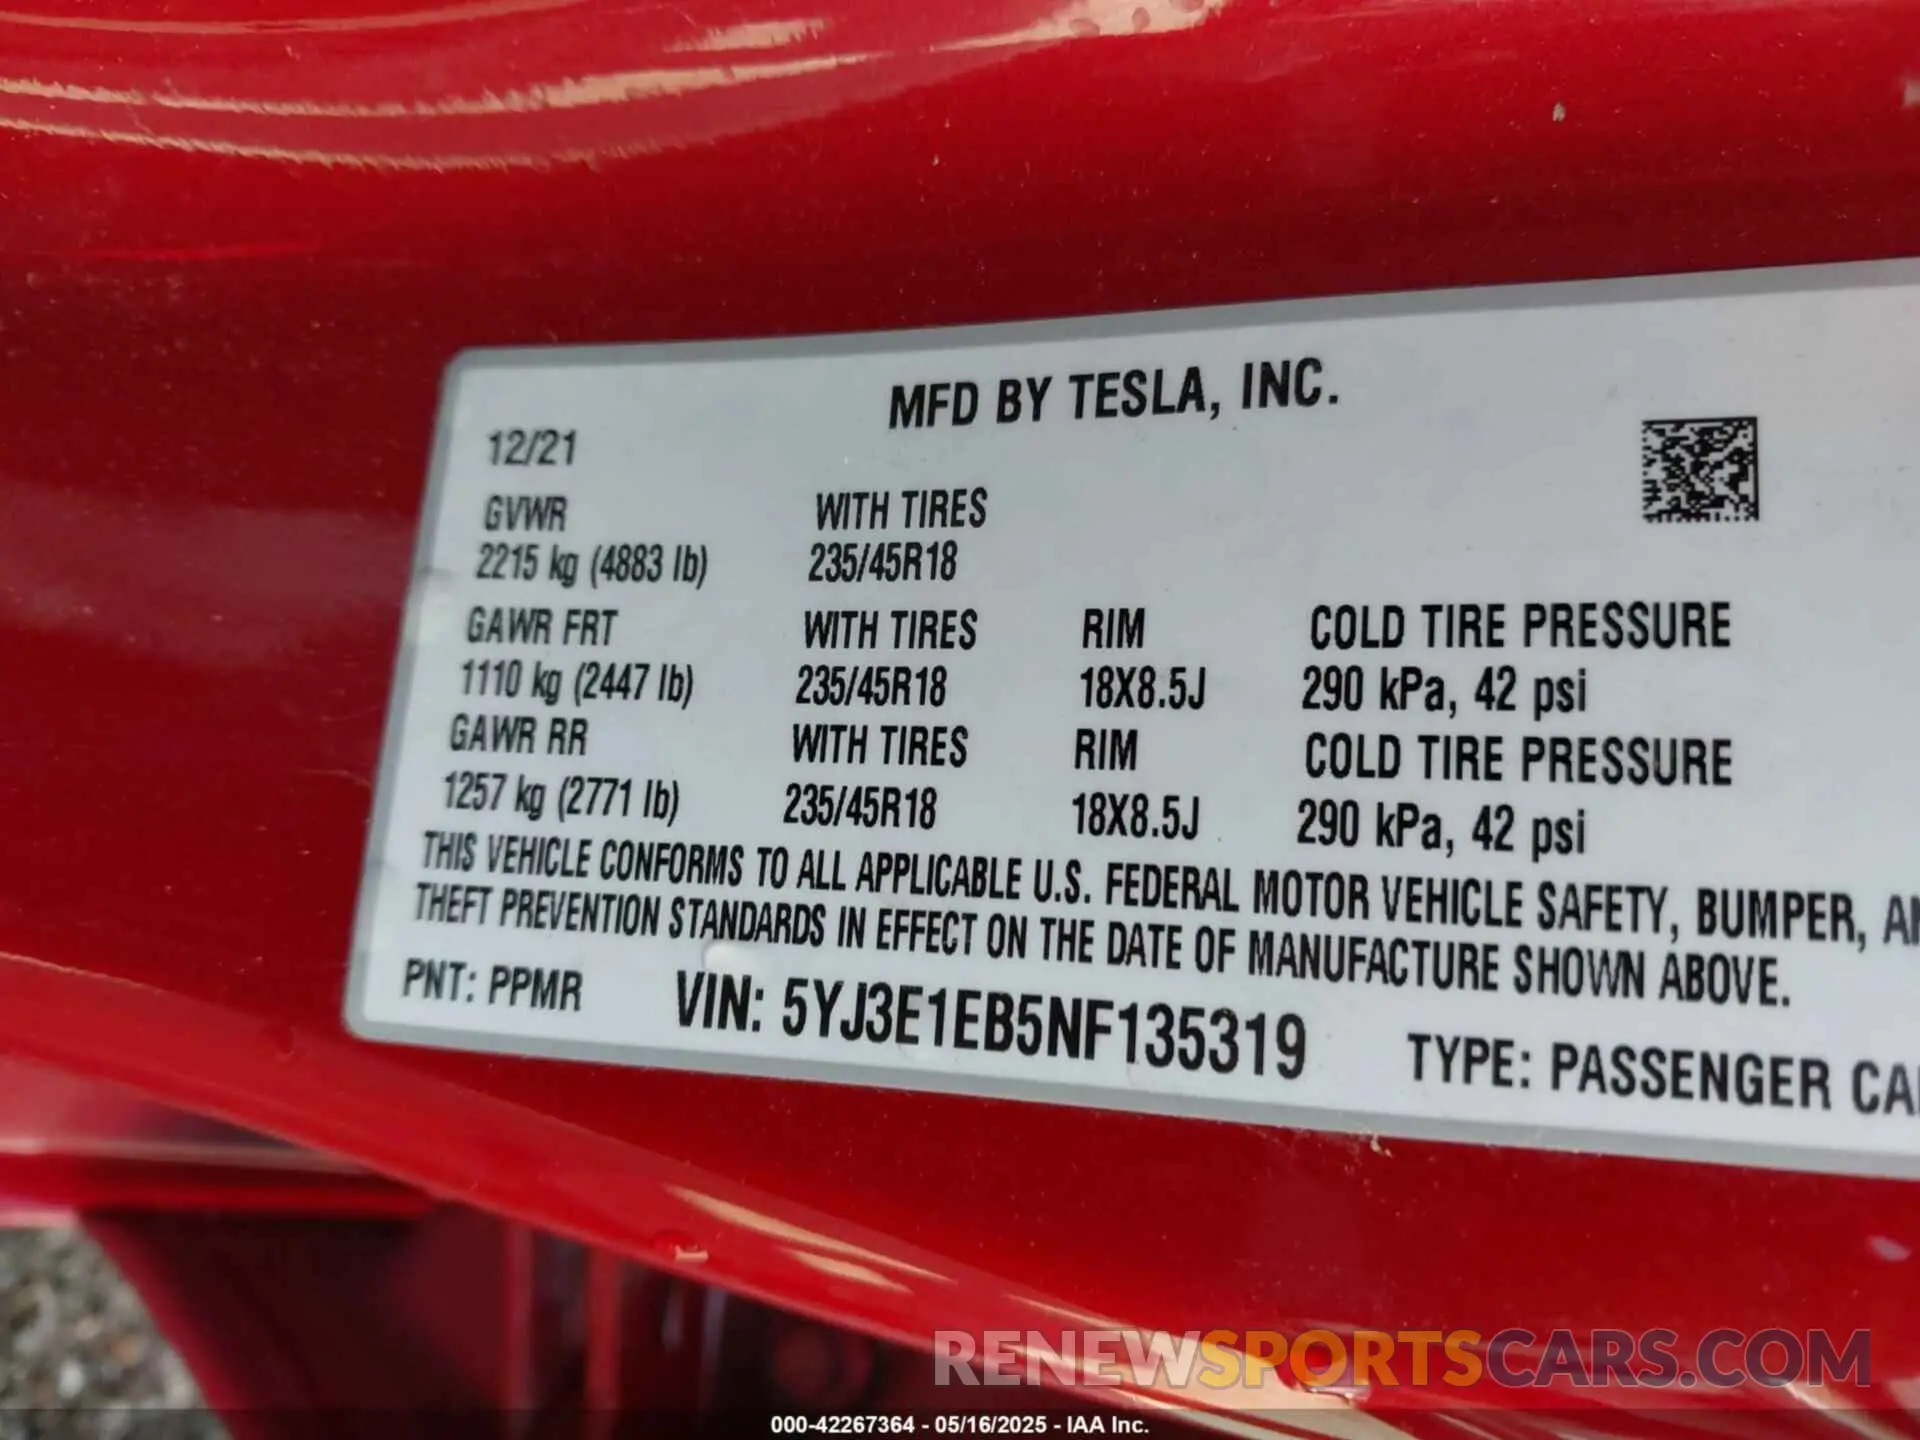 MFD BY TESLA, INC.
12/21
GVWR WITH TIRES
2215 kg (4883 lb) 235/45R18
GAWR FRT WITH TIRES RIM COLD TIRE PRESSURE
1110 kg (2447 lb) 235/45R18 18X8.5J 290 kPa, 42 psi
GAWR RR WITH TIRES RIM COLD TIRE PRESSURE
1257 kg (2771 lb) 235/45R18 18X8.5J 290 kPa, 42 psi
THIS VEHICLE CONFORMS TO ALL APPLICABLE U.S. FEDERAL MOTOR VEHICLE SAFETY, BUMPER,
THEFT PREVENTION STANDARDS IN EFFECT ON THE DATE OF MANUFACTURE SHOWN ABOVE.
PNT: PPMR VIN: 5YJ3E1EB5NF135319 TYPE: PASSENGER
RENEWSPORTSCARS.COM
000-42267364 - 05/16/2025 - IAA Inc.